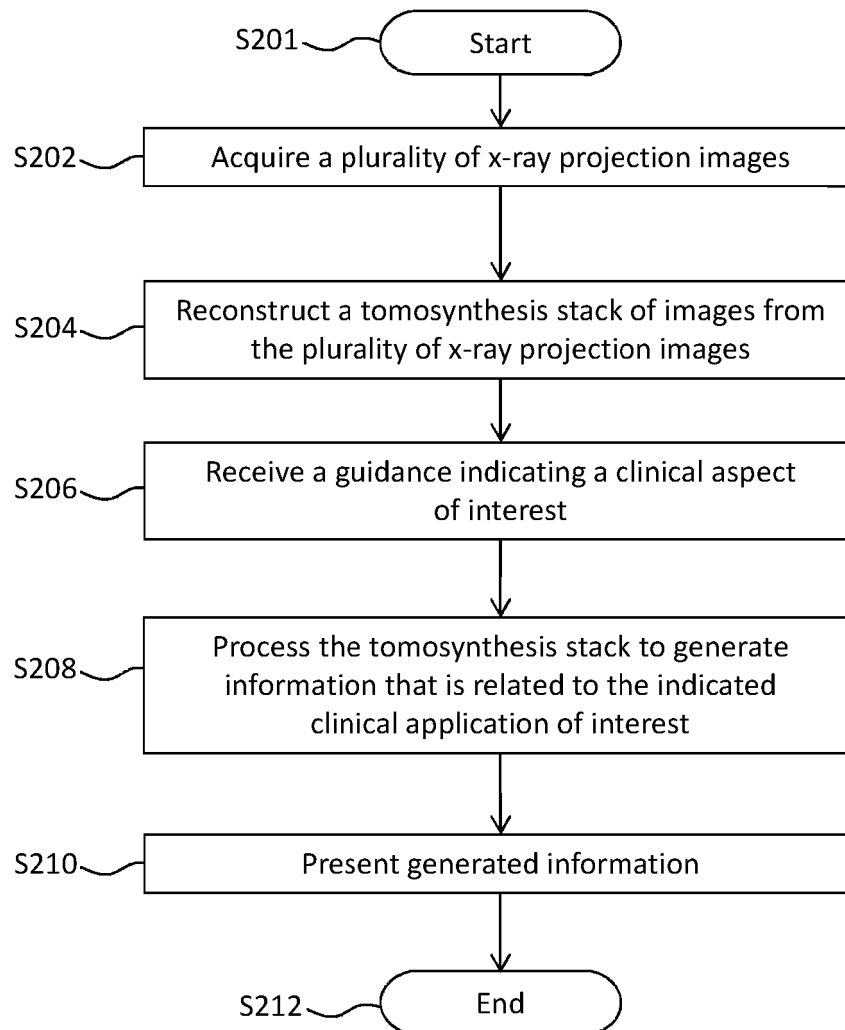 S201
Start
S202
Acquire a plurality of x-ray projection images
S204
Reconstruct a tomosynthesis stack of images from
the plurality of x-ray projection images
S206
Receive a guidance indicating a clinical aspect
of interest
S208
Process the tomosynthesis stack to generate
information that is related to the indicated
clinical application of interest
S210
Present generated information
S212
End